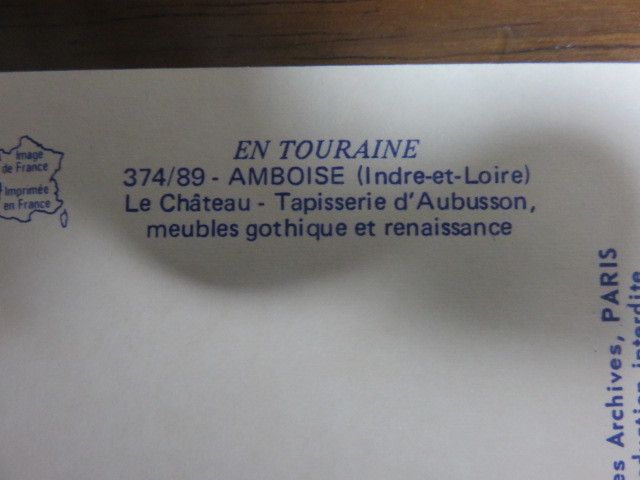 EN TOURAINE
374/89 - AMBOISE (Indre-et-Loire)
Le Château - Tapisserie d'Aubusson,
meubles gothique et renaissance
Image
de France
Imprimée
en France
Archives, PARIS
interdite